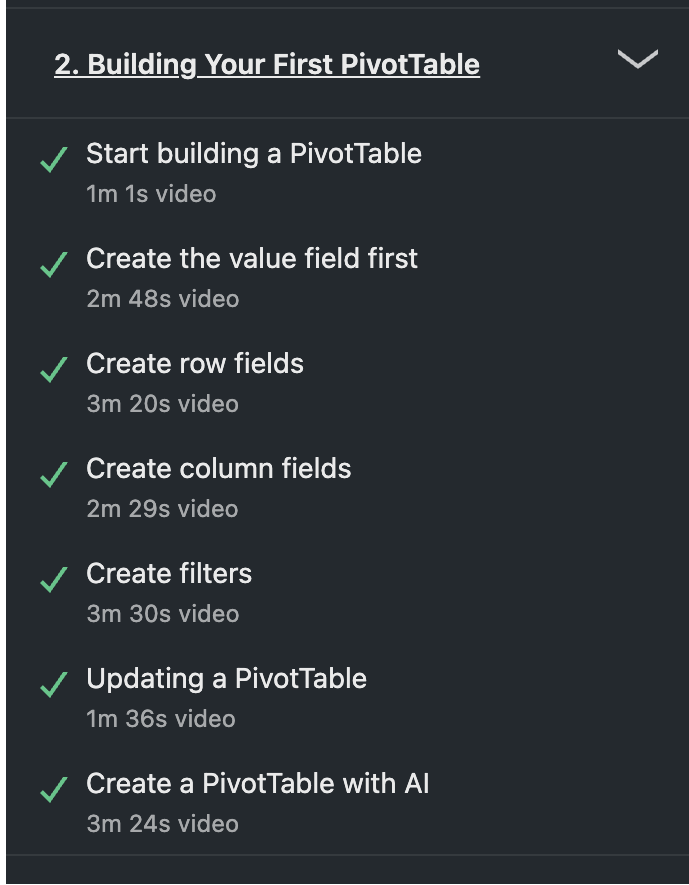 2. Building Your First PivotTable
Start building a PivotTable
1m 1s video
Create the value field first
2m 48s video
Create row fields
3m 20s video
Create column fields
2m 29s video
Create filters
3m 30s video
Updating a PivotTable
1m 36s video
Create a PivotTable with AI
3m 24s video